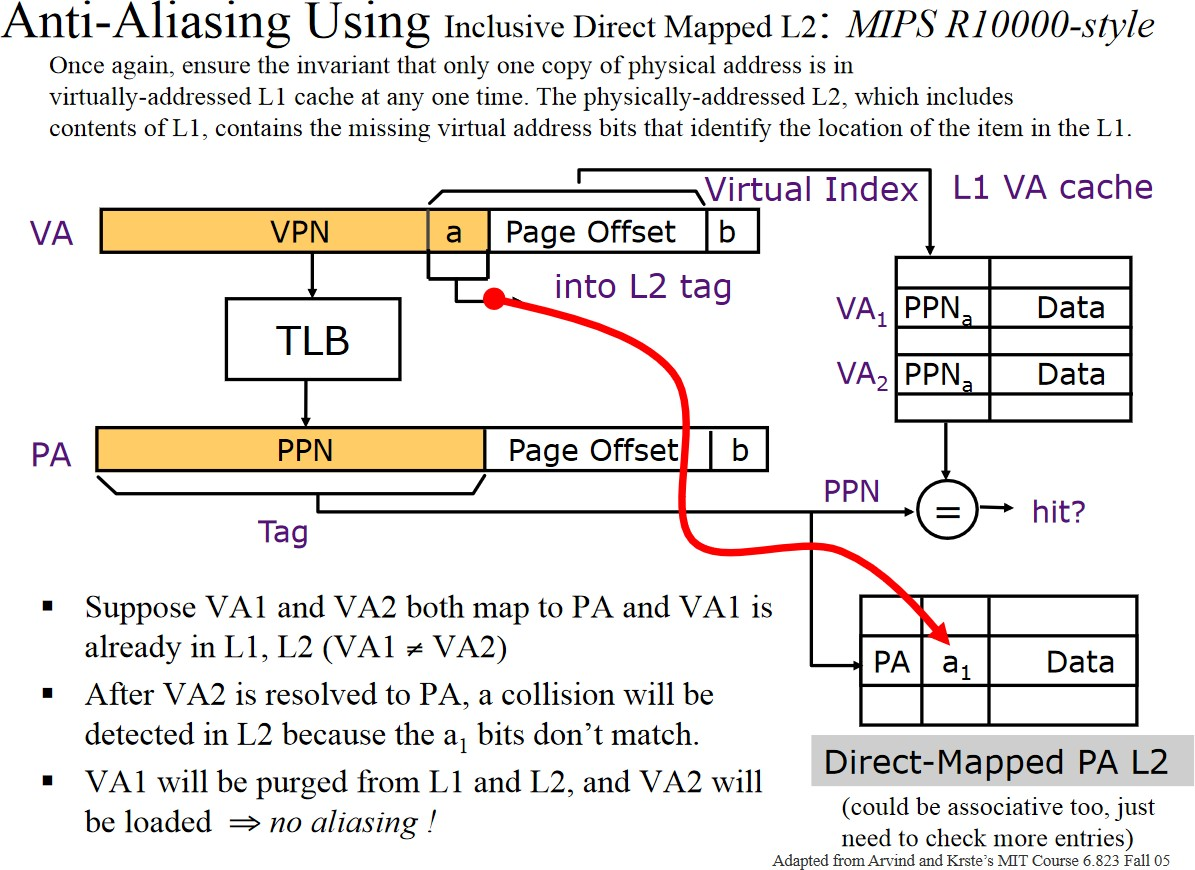 Anti-Aliasing Using Inclusive Direct Mapped L2: MIPS R10000-style
Once again, ensure the invariant that only one copy of physical address is in
virtually-addressed L1 cache at any one time. The physically-addressed L2, which includes
contents of L1, contains the missing virtual address bits that identify the location of the item in the L1.
Virtual Index
L1 VA cache
VA
VPN
a
Page Offset
b
into L2 tag
VA1
PPNa
Data
VA2
PPNa
Data
TLB
PA
PPN
Page Offset
b
Tag
PPN
=
hit?
▪ Suppose VA1 and VA2 both map to PA and VA1 is
already in L1, L2 (VA1 ≠ VA2)
▪ After VA2 is resolved to PA, a collision will be
detected in L2 because the a1 bits don’t match.
▪ VA1 will be purged from L1 and L2, and VA2 will
be loaded ⇒ no aliasing !
PA
a1
Data
Direct-Mapped PA L2
(could be associative too, just
need to check more entries)
Adapted from Arvind and Krste’s MIT Course 6.823 Fall 05